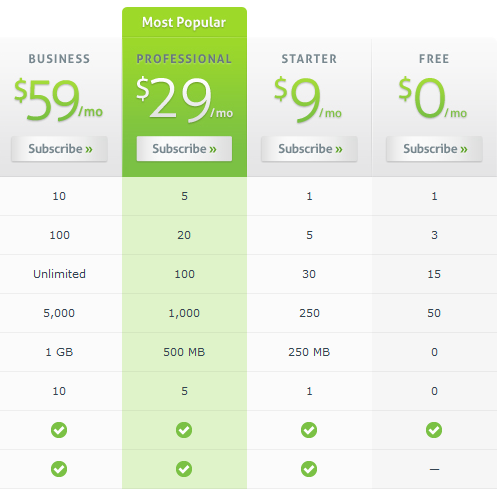 Most Popular
BUSINESS PROFESSIONAL STARTER FREE
$59/mo $29/mo $9/mo $0/mo
Subscribe » Subscribe » Subscribe » Subscribe »
10 5 1 1
100 20 5 3
Unlimited 100 30 15
5,000 1,000 250 50
1 GB 500 MB 250 MB 0
10 5 1 0
—